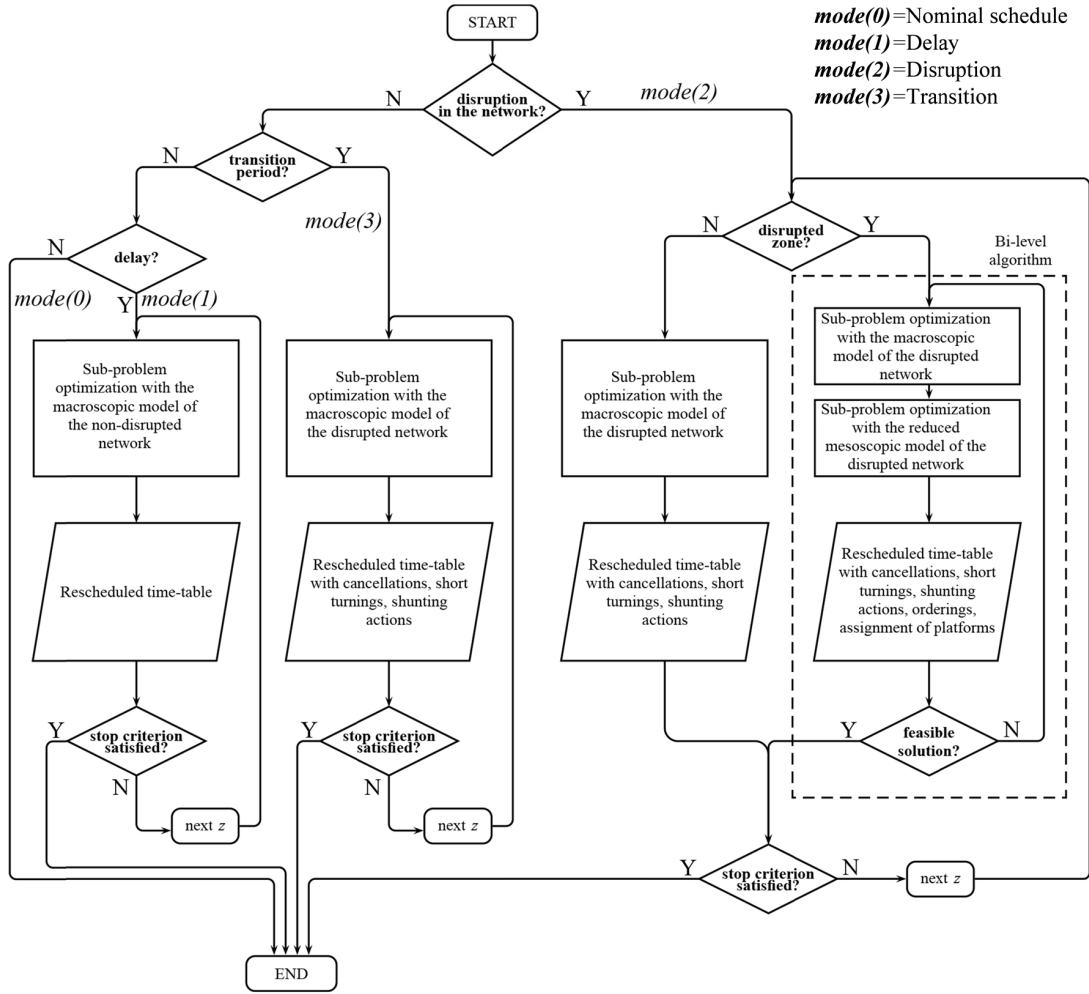 START
mode(0)=Nominal schedule
mode(1)=Delay
mode(2)=Disruption
mode(3)=Transition
disruption
in the network?
N
Y
mode(2)
transition
period?
N
Y
mode(3)
delay?
N
mode(0)
Y
mode(1)
disrupted
zone?
N
Y
Bi-level
algorithm
Sub-problem
optimization with the
macroscopic model of
the non-disrupted
network
Sub-problem
optimization with the
macroscopic model of
the disrupted network
Sub-problem
optimization with the
macroscopic model of
the disrupted network
Sub-problem optimization
with the macroscopic
model of the disrupted
network
Sub-problem optimization
with the reduced
mesoscopic model of the
disrupted network
Rescheduled time-table
Rescheduled time-table
with cancellations, short
turnings, shunting
actions
Rescheduled time-table
with cancellations, short
turnings, shunting
actions
Rescheduled time-table
with cancellations, short
turnings, shunting
actions, orderings,
assignment of platforms
Y
stop criterion
satisfied?
N
next z
Y
stop criterion
satisfied?
N
next z
Y
feasible
solution?
N
Y
stop criterion
satisfied?
N
next z
END